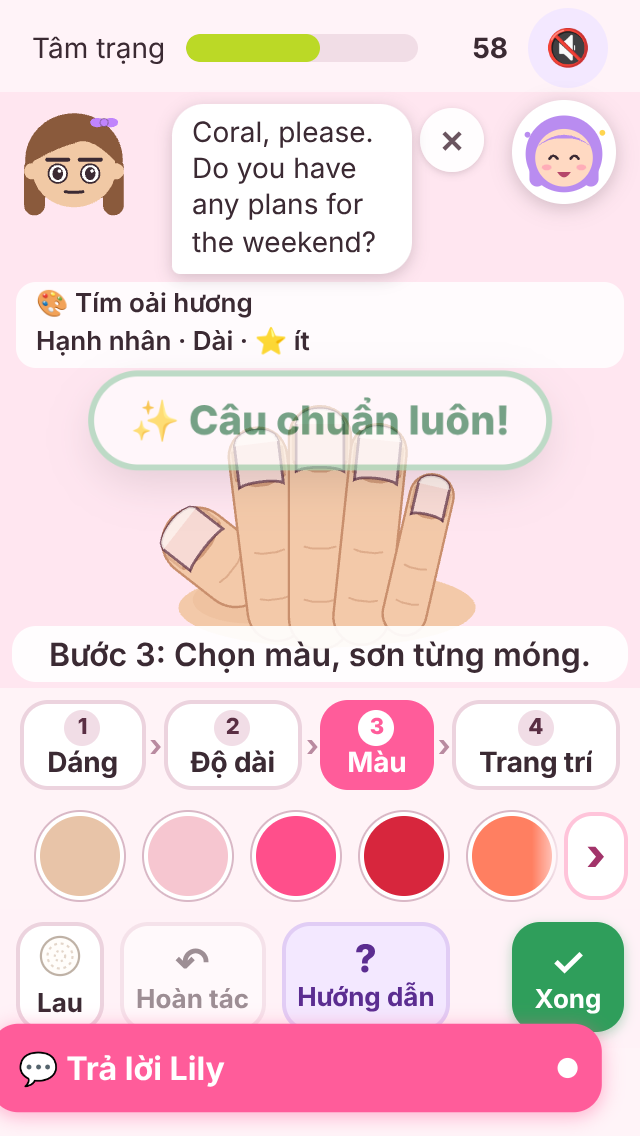 Tâm trạng
58
Coral, please.
Do you have
any plans for
the weekend?
×
🎨 Tím oải hương
Hạnh nhân · Dài · ⭐ ít
✨ Câu chuẩn luôn!
Bước 3: Chọn màu, sơn từng móng.
1
Dáng
›
2
Độ dài
›
3
Màu
›
4
Trang trí
›
Lau
↶
Hoàn tác
?
Hướng dẫn
✓
Xong
💬 Trả lời Lily